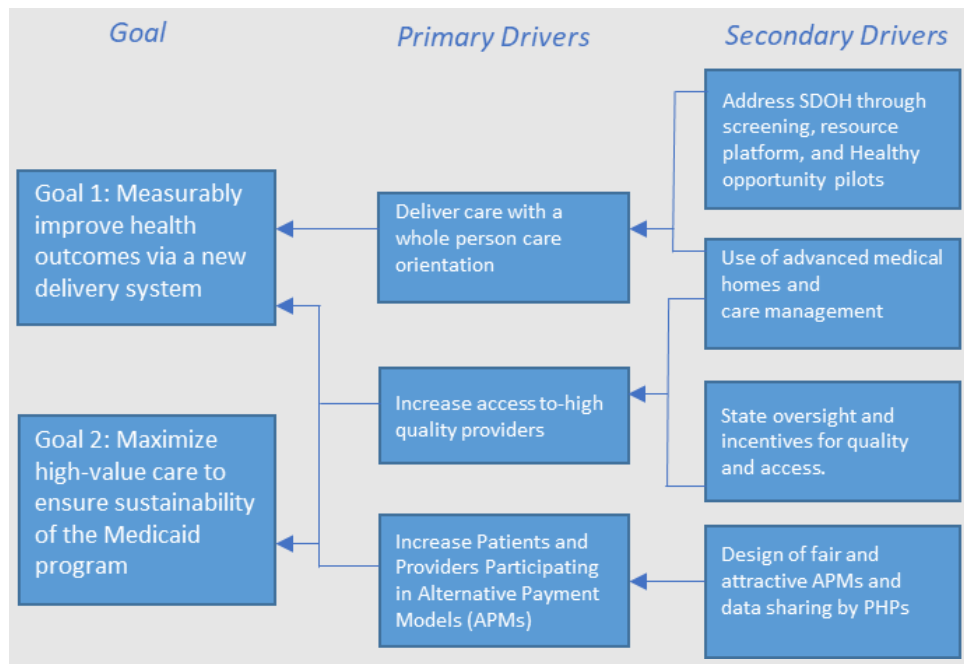 Goal
Primary Drivers
Secondary Drivers
Goal 1: Measurably
improve health
outcomes via a new
delivery system
Goal 2: Maximize
high-value care to
ensure sustainability
of the Medicaid
program
Deliver care with a
whole person care
orientation
Increase access to-high
quality providers
Increase Patients and
Providers Participating
in Alternative Payment
Models (APMs)
Address SDOH through
screening, resource
platform, and Healthy
opportunity pilots
Use of advanced medical
homes and
care management
State oversight and
incentives for quality
and access.
Design of fair and
attractive APMs and
data sharing by PHPs